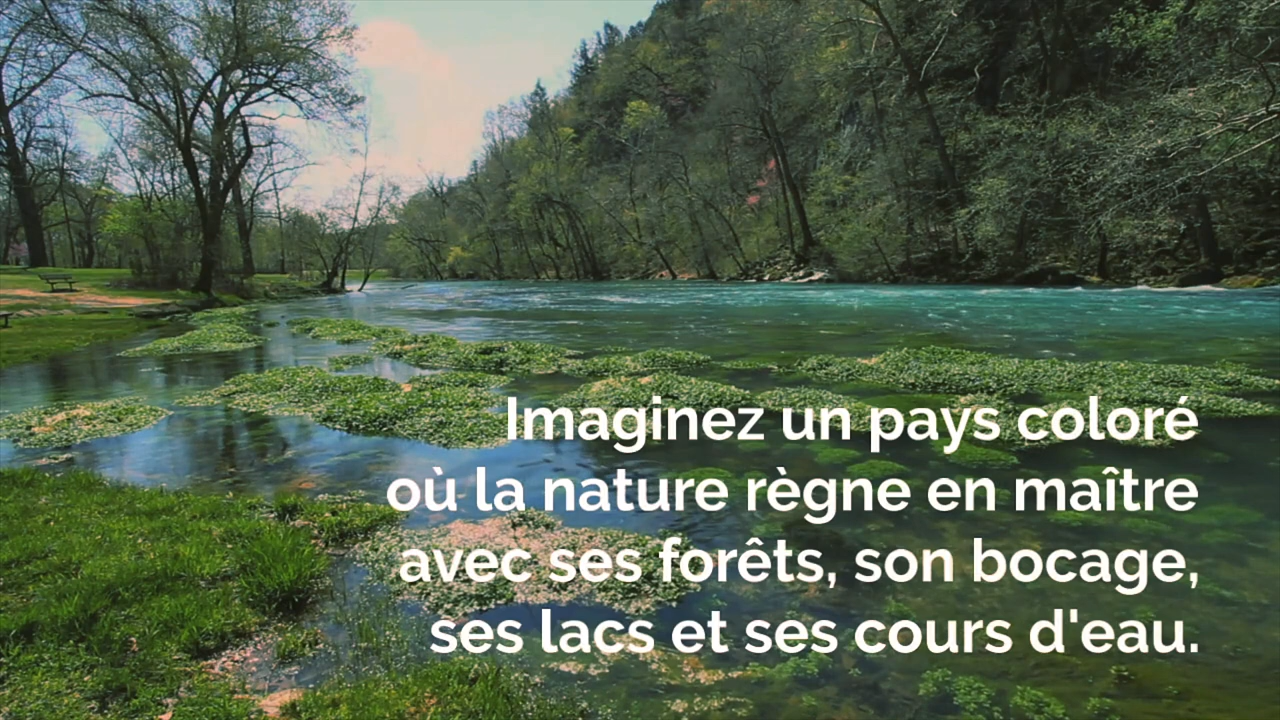 Imaginez un pays coloré
où la nature règne en maître
avec ses forêts, son bocage,
ses lacs et ses cours d'eau.